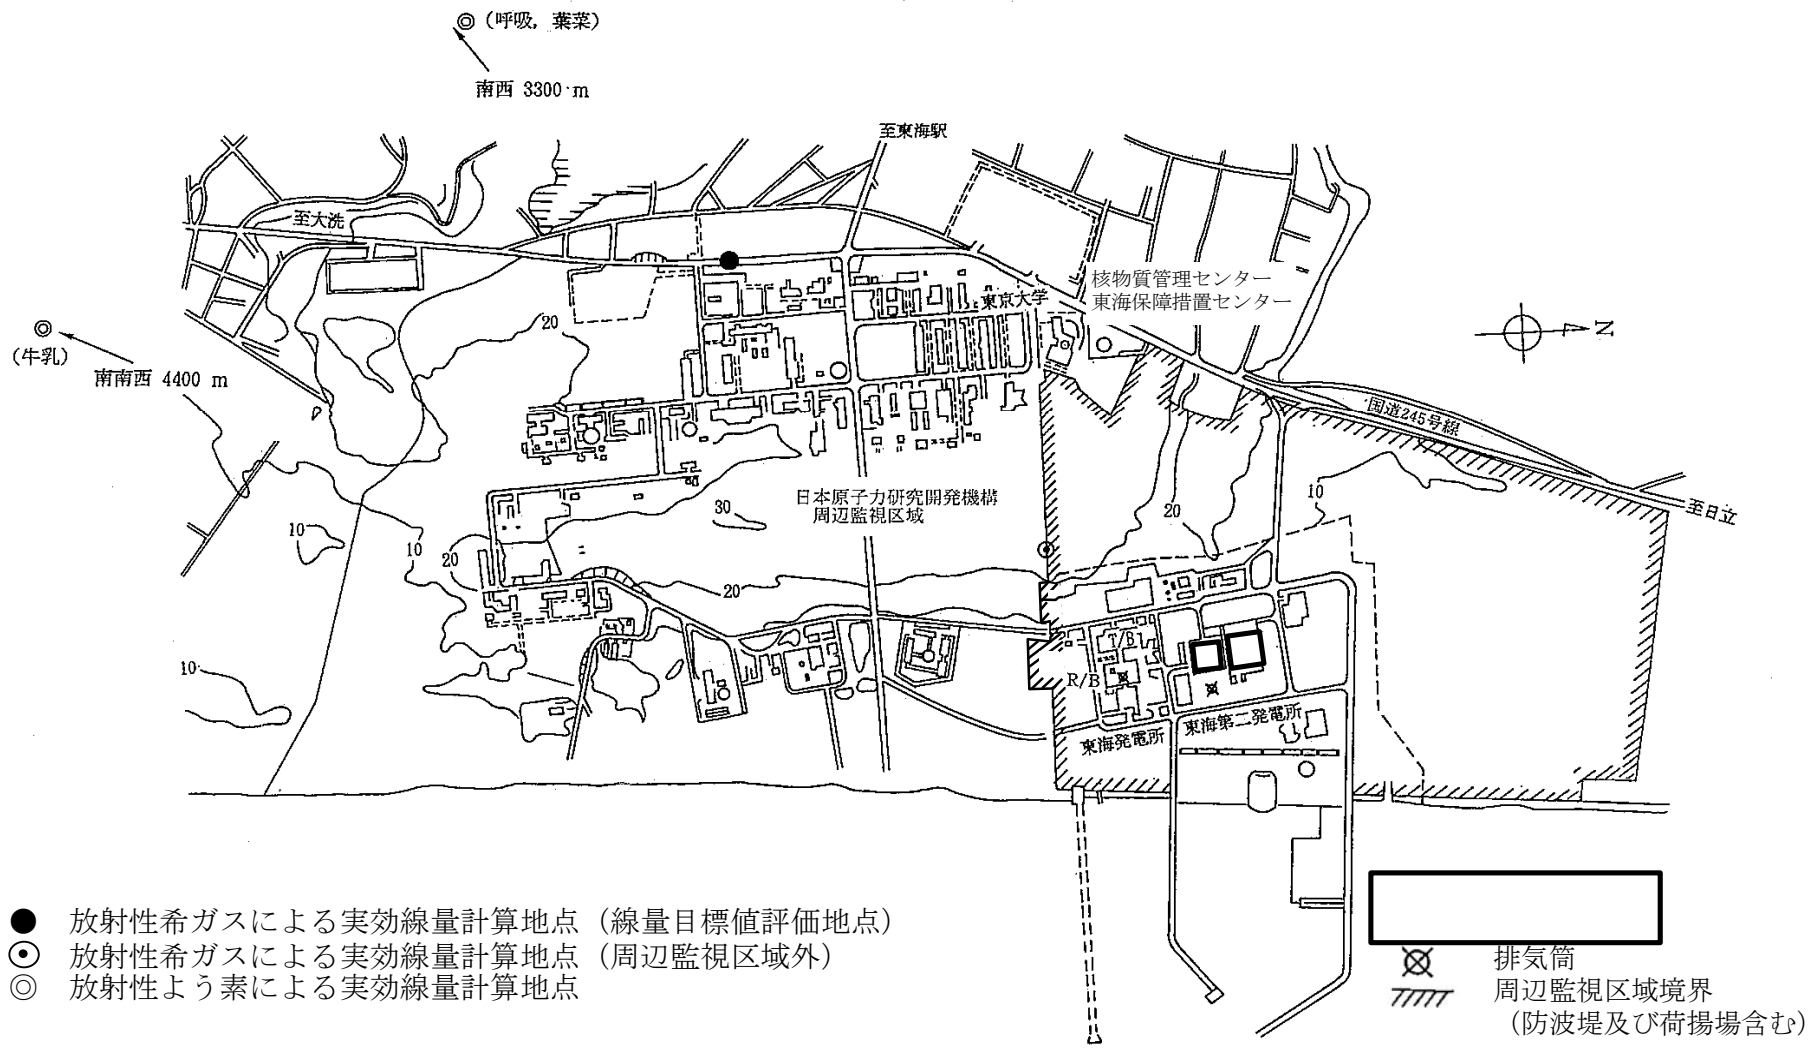 (呼吸, 葉菜)
南西 3300 m
至東海駅
至大洗
核物質管理センター
東海保障措置センター
東京大学
(牛乳)
南南西 4400 m
20
N
国道245号線
至日立
日本原子力研究開発機構
周辺監視区域
30
10
20
10
10
20
20
10
T/B
R/B
東海発電所
東海第二発電所
● 放射性希ガスによる実効線量計算地点(線量目標値評価地点)
⊙ 放射性希ガスによる実効線量計算地点(周辺監視区域外)
◎ 放射性よう素による実効線量計算地点
排気筒
周辺監視区域境界
(防波堤及び荷揚場含む)